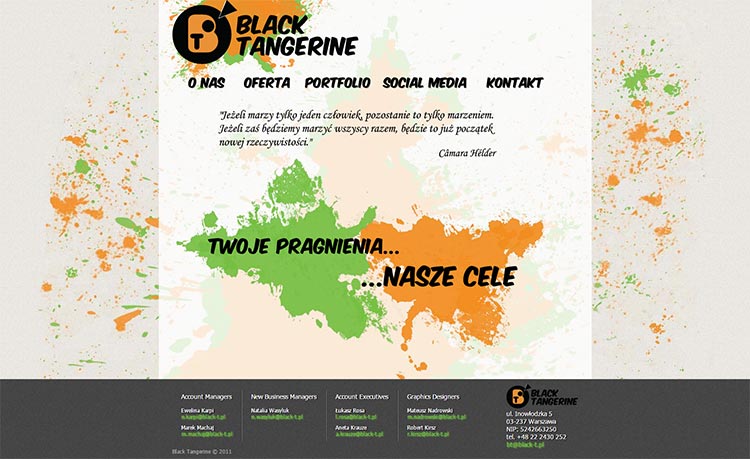 BLACK
TANGERINE
O NAS OFERTA PORTFOLIO SOCIAL MEDIA KONTAKT
"Jeżeli marzy tylko jeden człowiek, pozostanie to tylko marzeniem.
Jeżeli zaś będziemy marzyć wszyscy razem, będzie to już początek
nowej rzeczywistości."
Câmara Hélder
TWOJE PRAGNIENIA...
...NASZE CELE
Account Managers
Ewelina Karpi
e.karpi@black-t.pl
Marek Machaj
m.machaj@black-t.pl
New Business Managers
Natalia Wasyluk
n.wasyluk@black-t.pl
Account Executives
Łukasz Rosa
l.rosa@black-t.pl
Aneta Krauze
a.krauze@black-t.pl
Graphics Designers
Mateusz Nadrowski
m.nadrowski@black-t.pl
Robert Kirsz
r.kirsz@black-t.pl
BLACK
TANGERINE
ul. Inowłodzka 5
03-237 Warszawa
NIP: 5242663250
tel. +48 22 2430 252
bt@black-t.pl
Black Tangerine © 2011